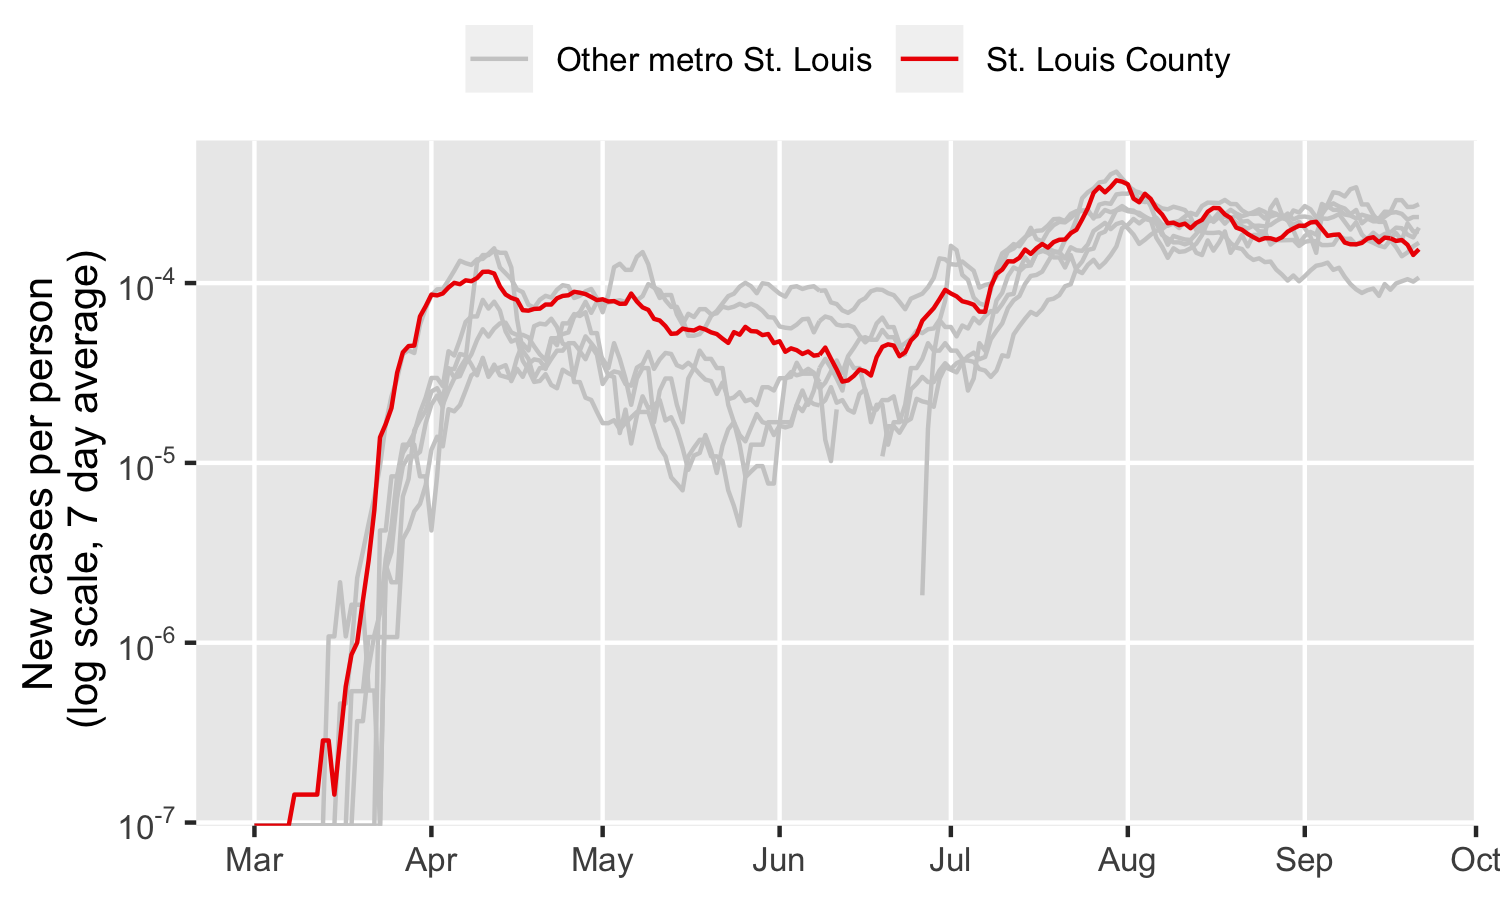 Other metro St. Louis St. Louis County
New cases per person
(log scale, 7 day average)
10⁻⁴
10⁻⁵
10⁻⁶
10⁻⁷
Mar Apr May Jun Jul Aug Sep Oct